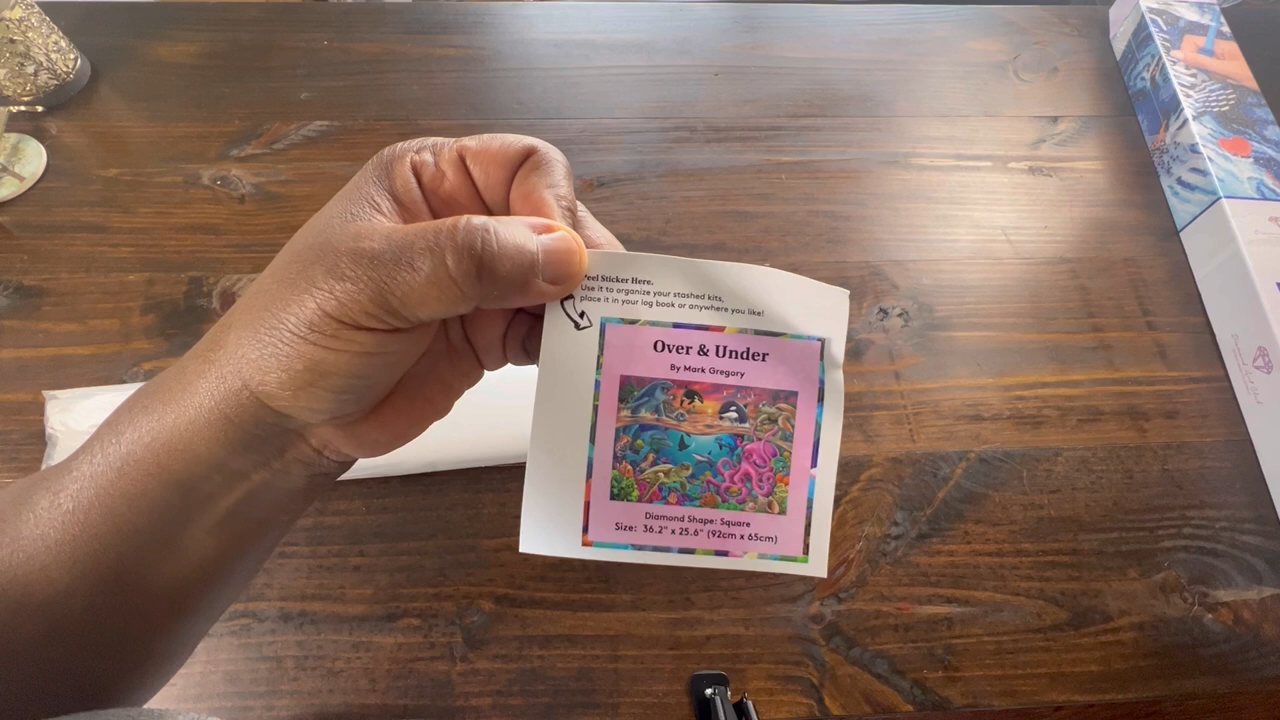 Peel Sticker Here.
Use it to organize your stashed kits,
place it in your log book or anywhere you like!
Over & Under
By Mark Gregory
Diamond Shape: Square
Size: 36.2" x 25.6" (92cm x 65cm)